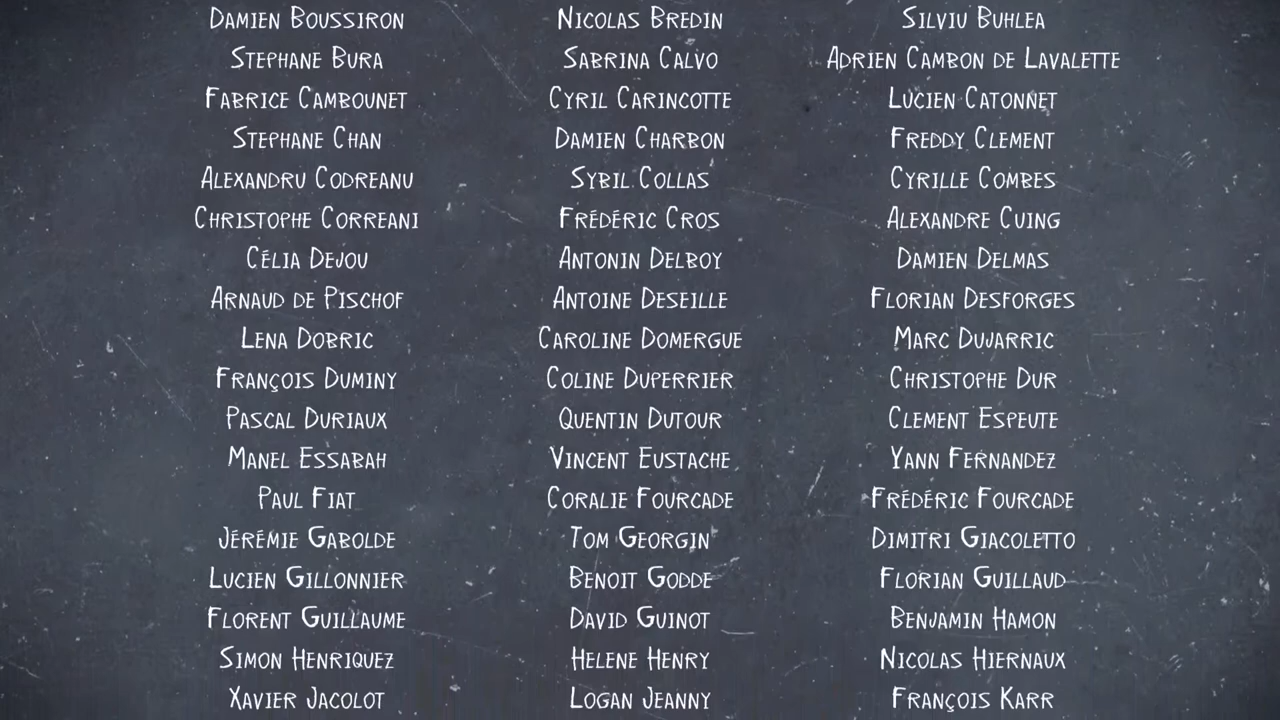 Damien Boussiron Nicolas Bredin Silviu Buhlea
Stephane Bura Sabrina Calvo Adrien Cambon de Lavalette
Fabrice Cambounet Cyril Carincotte Lucien Catonnet
Stephane Chan Damien Charbon Freddy Clement
Alexandru Codreanu Sybil Collas Cyrille Combes
Christophe Correani Frédéric Cros Alexandre Cuing
Célia Dejou Antonin Delboy Damien Delmas
Arnaud de Pischof Antoine Deseille Florian Desforges
Lena Dobric Caroline Domergue Marc Dujarric
François Duminy Coline Duperrier Christophe Dur
Pascal Duriaux Quentin Dutour Clement Espeute
Manel Essabah Vincent Eustache Yann Fernandez
Paul Fiat Coralie Fourcade Frédéric Fourcade
Jérémie Gabolde Tom Georgin Dimitri Giacoletto
Lucien Gillonnier Benoit Godde Florian Guillaud
Florent Guillaume David Guinot Benjamin Hamon
Simon Henriquez Helene Henry Nicolas Hiernaux
Xavier Jacolot Logan Jeanny François Karr